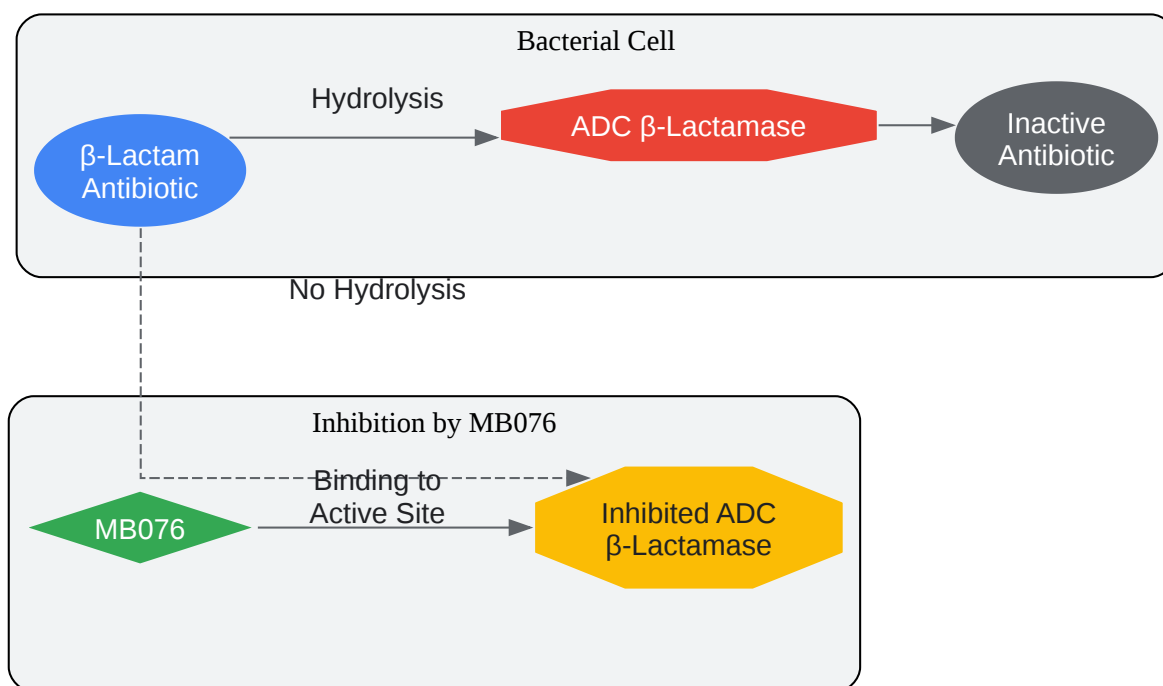 Bacterial Cell
Hydrolysis
β-Lactam
Antibiotic
ADC β-Lactamase
Inactive
Antibiotic
No Hydrolysis
Inhibition by MB076
Binding to
Active Site
MB076
Inhibited ADC
β-Lactamase